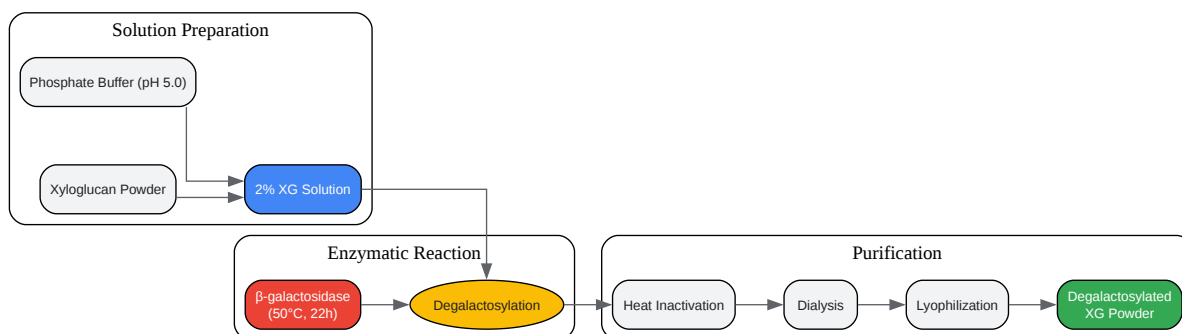 Solution Preparation
Phosphate Buffer (pH 5.0)
Xyloglucan Powder
2% XG Solution
Enzymatic Reaction
β-galactosidase
(50°C, 22h)
Degalactosylation
Purification
Heat Inactivation
Dialysis
Lyophilization
Degalactosylated
XG Powder